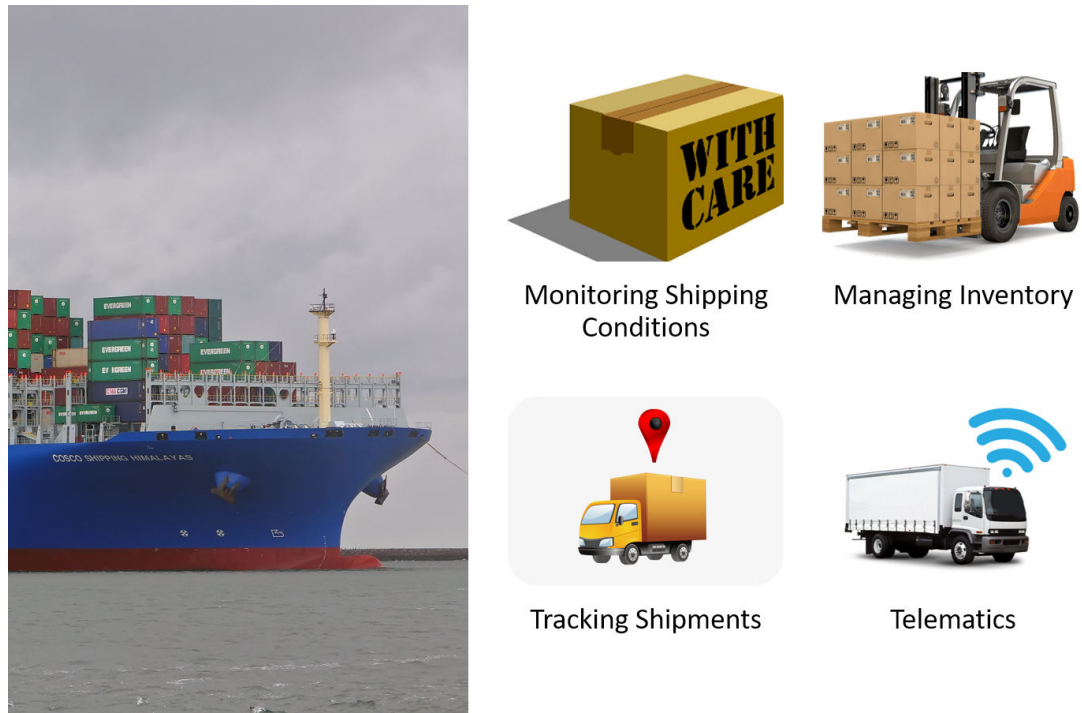 EVERGREEN
EVERGREEN
EVERGREEN
EV RGREEN
EVERGREEN
COSCO SHIPPING HIMALAYAS
WITH
CARE
Monitoring Shipping
Conditions
Managing Inventory
Tracking Shipments
Telematics